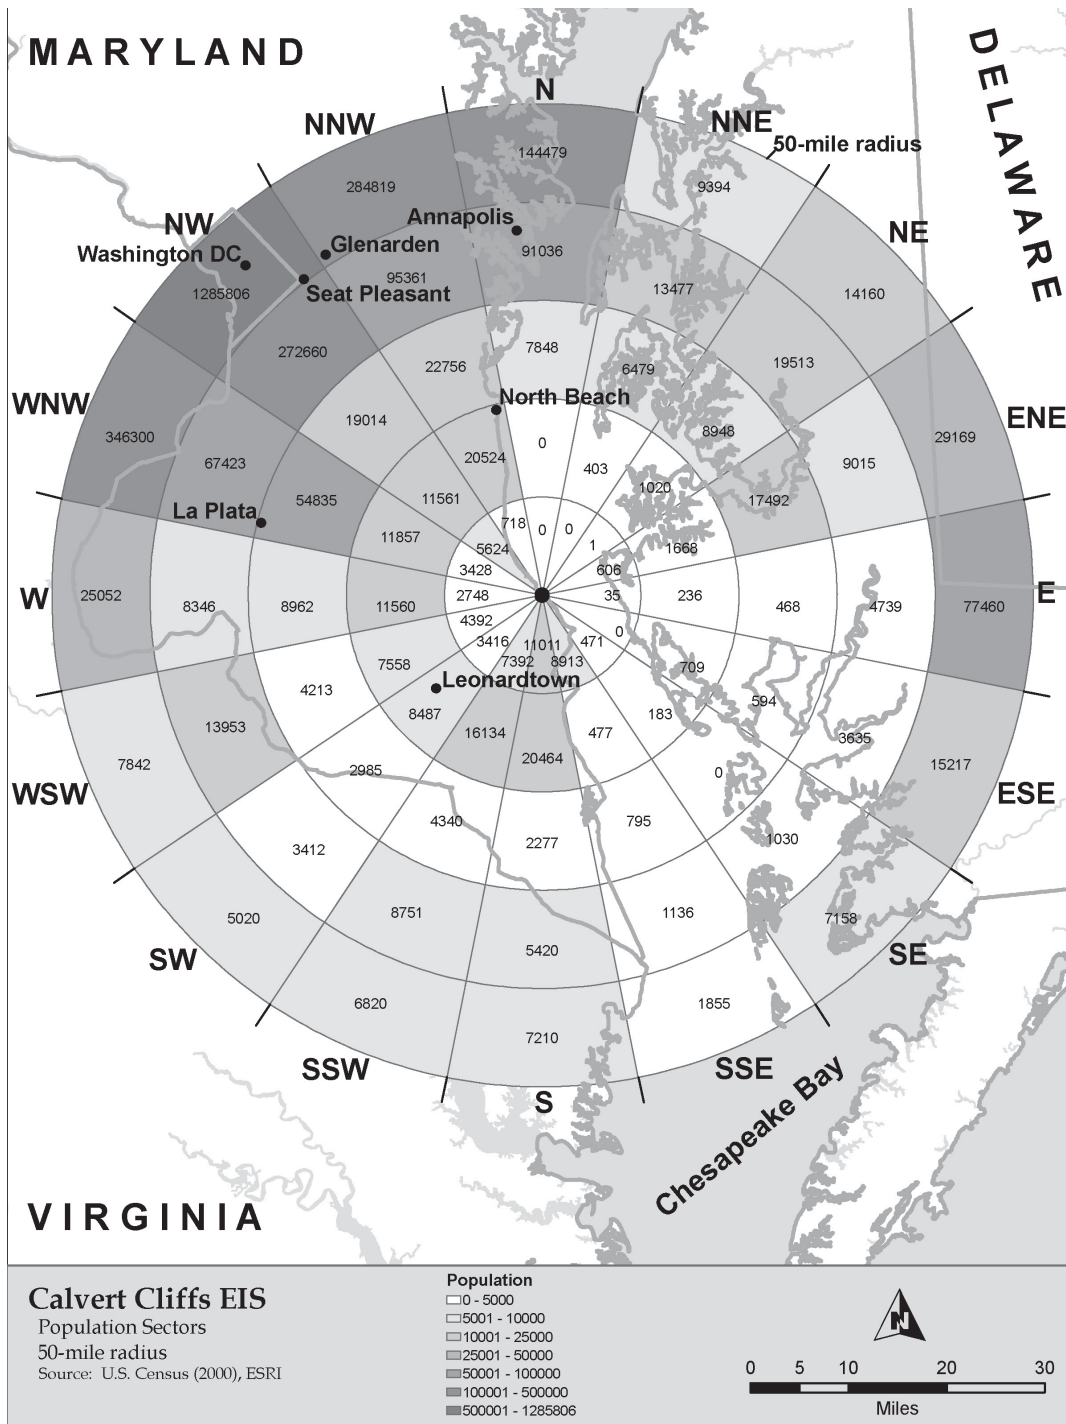 MARYLAND
DELAWARE
N
NNW
NNE
50-mile radius
144479
284819
9394
NW
Annapolis
NE
Washington DC
Glenarden
91036
95361
1285806
Seat Pleasant
13477
14160
272660
7848
19513
22756
6479
WNW
North Beach
ENE
346300
19014
8948
29169
67423
20524
0
403
9015
54835
11561
1020
17492
La Plata
718
0
0
11857
5624
1
1668
3428
606
W
25052
8346
8962
11560
2748
35
236
468
4739
77460
E
4392
0
3416
11011
471
7558
7392
8913
709
Leonardtown
4213
594
13953
8487
183
16134
477
3635
7842
20464
0
15217
WSW
2985
ESE
4340
795
3412
2277
1030
5020
8751
1136
7158
5420
SW
SE
6820
1855
7210
SSW
SSE
S
Chesapeake Bay
VIRGINIA
Calvert Cliffs EIS
Population Sectors
50-mile radius
Source: U.S. Census (2000), ESRI
Population
0 - 5000
5001 - 10000
10001 - 25000
25001 - 50000
50001 - 100000
100001 - 500000
500001 - 1285806
N
0 5 10 20 30
Miles